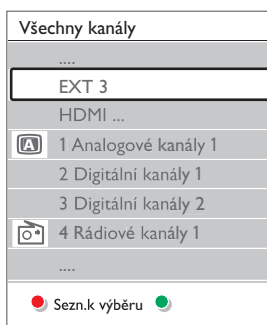 Všechny kanály
....
EXT 3
HDMI ...
A 1 Analogové kanály 1
2 Digitální kanály 1
3 Digitální kanály 2
4 Rádiové kanály 1
....
Sezn.k výběru